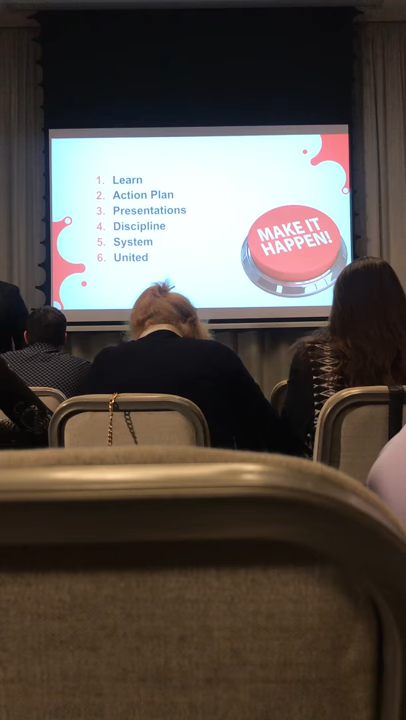 1. Learn
2. Action Plan
3. Presentations
4. Discipline
5. System
6. United
MAKE IT
HAPPEN!